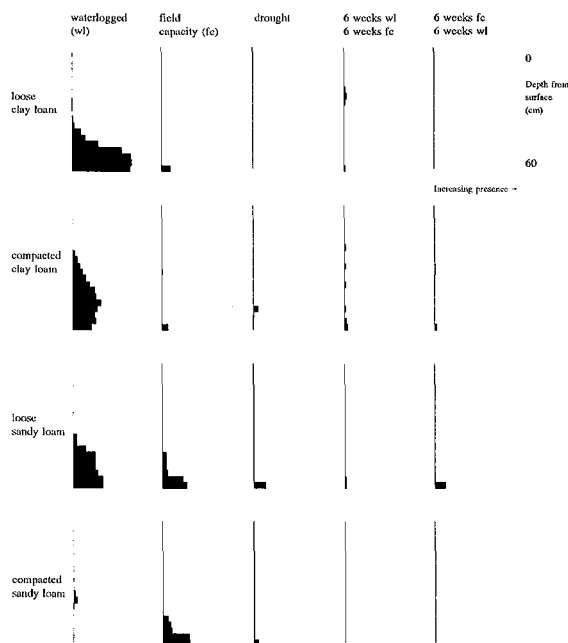 waterlogged
(wl)
field
capacity (fc)
drought
6 weeks wl
6 weeks fc
6 weeks fc
6 weeks wl
loose
clay loam
0
Depth from
surface
(cm)
60
Increasing presence →
compacted
clay loam
loose
sandy loam
compacted
sandy loam